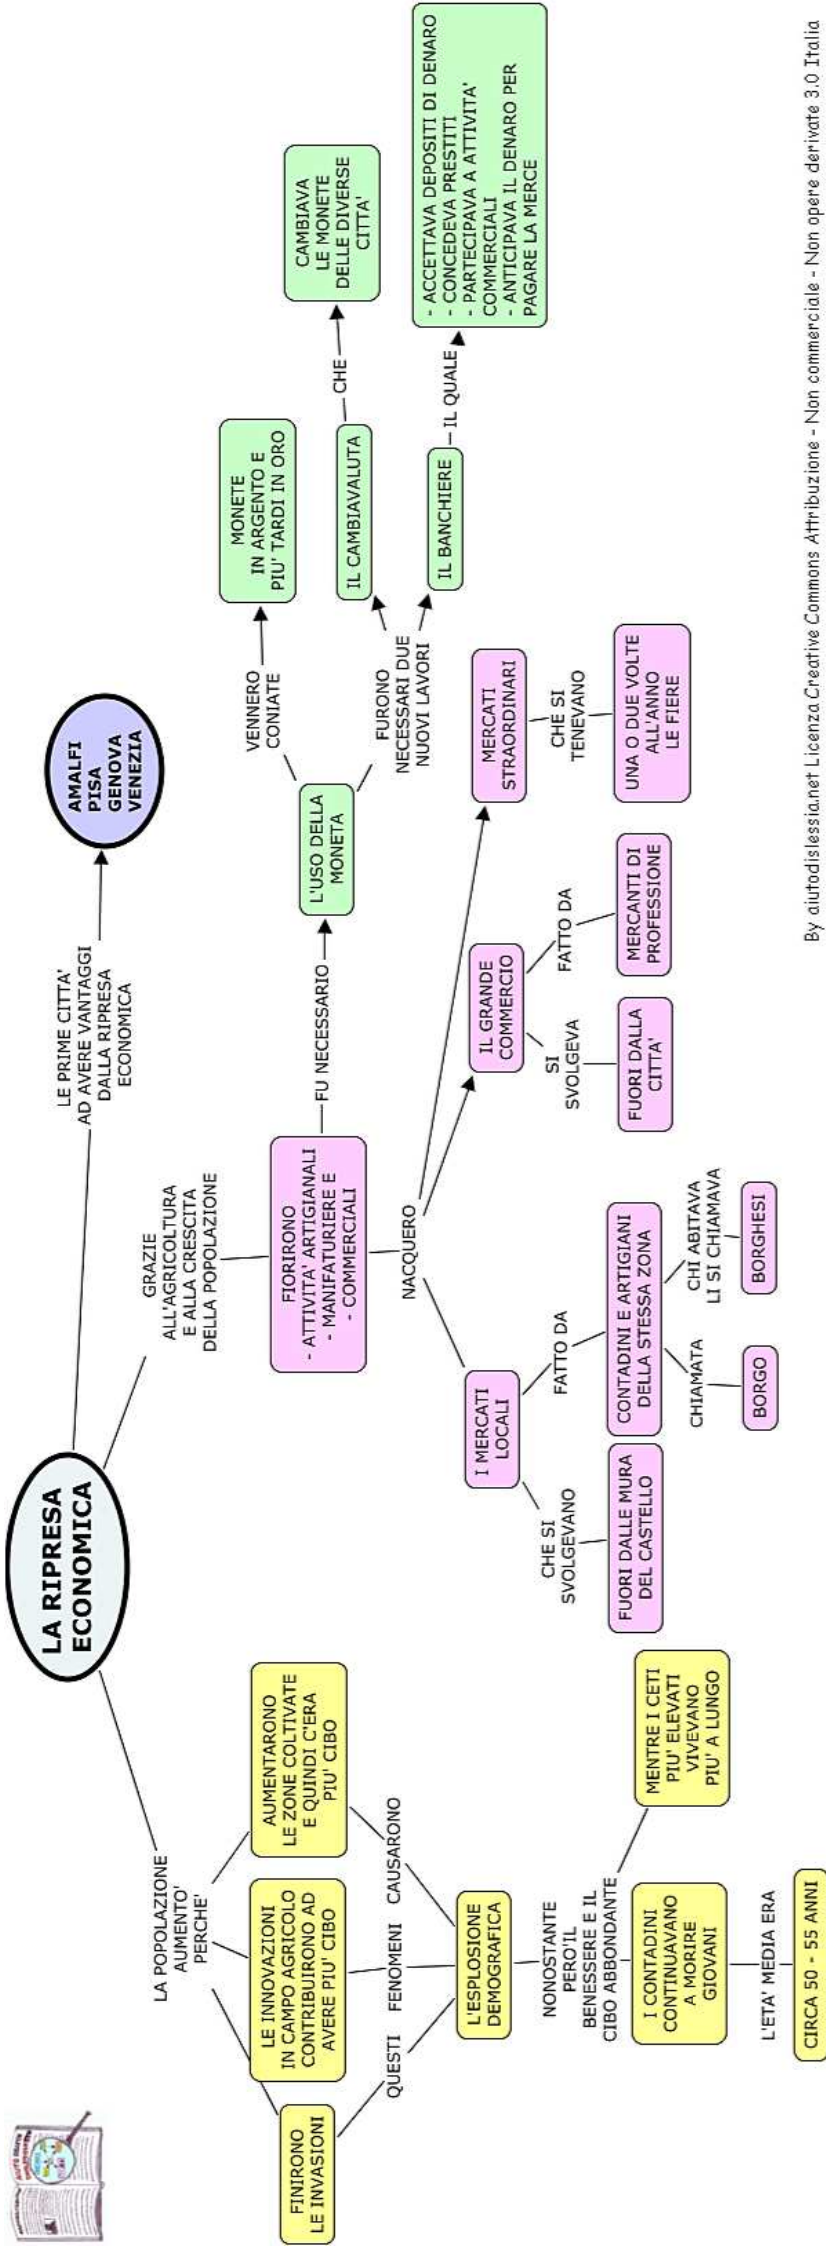 LA RIPRESA
ECONOMICA
LE PRIME CITTA'
AD AVERE VANTAGGI
DALLA RIPRESA
ECONOMICA
AMALFI
PISA
GENOVA
VENEZIA
LA POPOLAZIONE
AUMENTO'
PERCHE'
FINIRONO
LE INVASIONI
LE INNOVAZIONI
IN CAMPO AGRICOLO
CONTRIBUIRONO AD
AVERE PIU' CIBO
AUMENTARONO
LE ZONE COLTIVATE
E QUINDI C'ERA
PIU' CIBO
QUESTI FENOMENI CAUSARONO
L'ESPLOSIONE
DEMOGRAFICA
NONOSTANTE
PERO'IL
BENESSERE E IL
CIBO ABBONDANTE
I CONTADINI
CONTINUAVANO
A MORIRE
GIOVANI
MENTRE I CETI
PIU' ELEVATI
VIVEVANO
PIU' A LUNGO
L'ETA' MEDIA ERA
CIRCA 50 - 55 ANNI
GRAZIE
ALL'AGRICOLTURA
E ALLA CRESCITA
DELLA POPOLAZIONE
FIORIRONO
- ATTIVITA' ARTIGIANALI
- MANIFATURIERE E
- COMMERCIALI
FU NECESSARIO
L'USO DELLA
MONETA
VENNERO
CONIATE
MONETE
IN ARGENTO E
PIU' TARDI IN ORO
FURONO
NECESSARI DUE
NUOVI LAVORI
IL CAMBIAVALUTA
CHE
CAMBIAVA
LE MONETE
DELLE DIVERSE
CITTA'
IL BANCHIERE
IL QUALE
- ACCETTAVA DEPOSITI DI DENARO
- CONCEDEVA PRESTITI
- PARTECIPAVA A ATTIVITA'
COMMERCIALI
- ANTICIPAVA IL DENARO PER
PAGARE LA MERCE
NACQUERO
I MERCATI
LOCALI
CHE SI
SVOLGEVANO
FUORI DALLE MURA
DEL CASTELLO
FATTO DA
CONTADINI E ARTIGIANI
DELLA STESSA ZONA
CHIAMATA
BORGO
CHI ABITAVA
LI SI CHIAMAVA
BORGHESI
IL GRANDE
COMMERCIO
SI
SVOLGEVA
FUORI DALLA
CITTA'
FATTO DA
MERCANTI DI
PROFESSIONE
MERCATI
STRAORDINARI
CHE SI
TENEVANO
UNA O DUE VOLTE
ALL'ANNO
LE FIERE
By aiutodislessia.net Licenza Creative Commons Attribuzione - Non commerciale - Non opere derivate 3.0 Italia